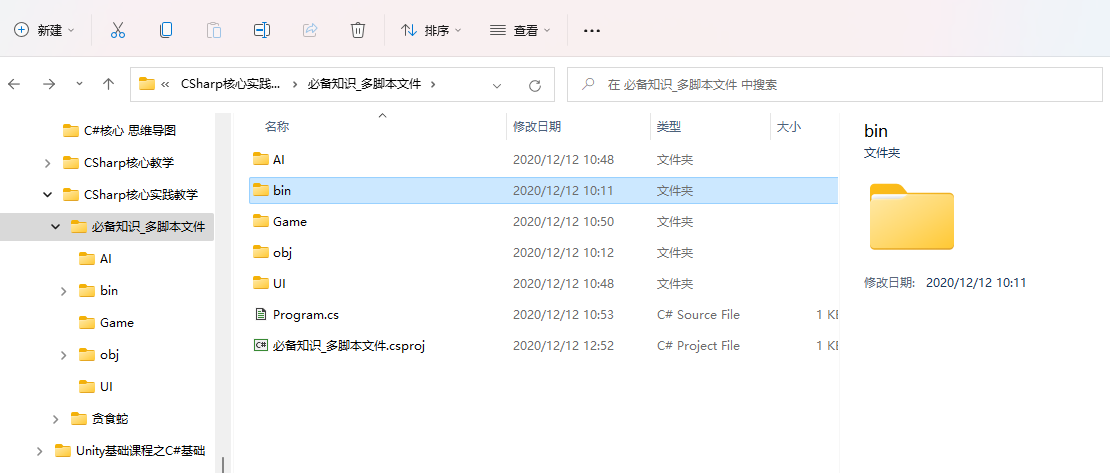 新建 排序 查看
« CSharp核心实践... 必备知识_多脚本文件 在 必备知识_多脚本文件 中搜索
C#核心 思维导图
CSharp核心教学
CSharp核心实践教学
必备知识_多脚本文件
AI
bin
Game
obj
UI
贪食蛇
Unity基础课程之C#基础
名称 修改日期 类型 大小
AI 2020/12/12 10:48 文件夹
bin 2020/12/12 10:11 文件夹
Game 2020/12/12 10:50 文件夹
obj 2020/12/12 10:12 文件夹
UI 2020/12/12 10:48 文件夹
Program.cs 2020/12/12 10:53 C# Source File 1 KB
C# 必备知识_多脚本文件.csproj 2020/12/12 12:52 C# Project File 1 KB
bin
文件夹
修改日期: 2020/12/12 10:11